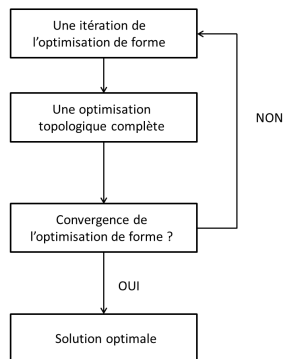 Une itération de
l'optimisation de forme
Une optimisation
topologique complète
NON
Convergence de
l'optimisation de forme ?
OUI
Solution optimale